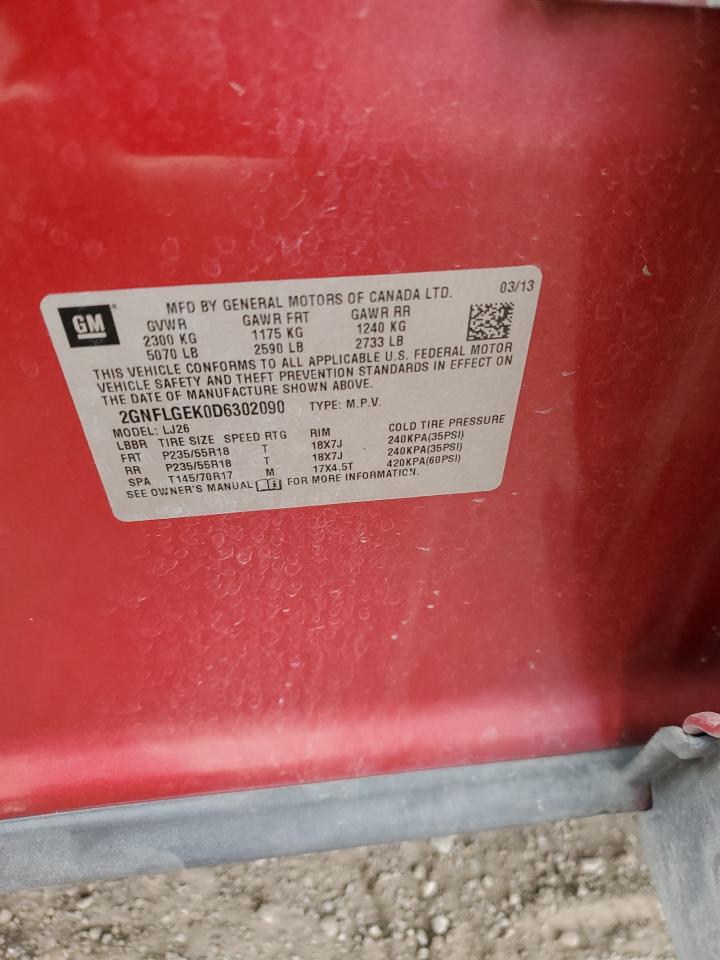 GM
MFD BY GENERAL MOTORS OF CANADA LTD. 03/13
GVWR GAWR FRT GAWR RR
2300 KG 1175 KG 1240 KG
5070 LB 2590 LB 2733 LB
THIS VEHICLE CONFORMS TO ALL APPLICABLE U.S. FEDERAL MOTOR
VEHICLE SAFETY AND THEFT PREVENTION STANDARDS IN EFFECT ON
THE DATE OF MANUFACTURE SHOWN ABOVE.
2GNFLGEK0D6302090 TYPE: M.P.V.
MODEL: LJ26
LBBR TIRE SIZE SPEED RTG RIM COLD TIRE PRESSURE
FRT P235/55R18 T 18X7J 240KPA(35PSI)
RR P235/55R18 T 18X7J 240KPA(35PSI)
SPA T145/70R17 M 17X4.5T 420KPA(60PSI)
SEE OWNER'S MANUAL FOR MORE INFORMATION.